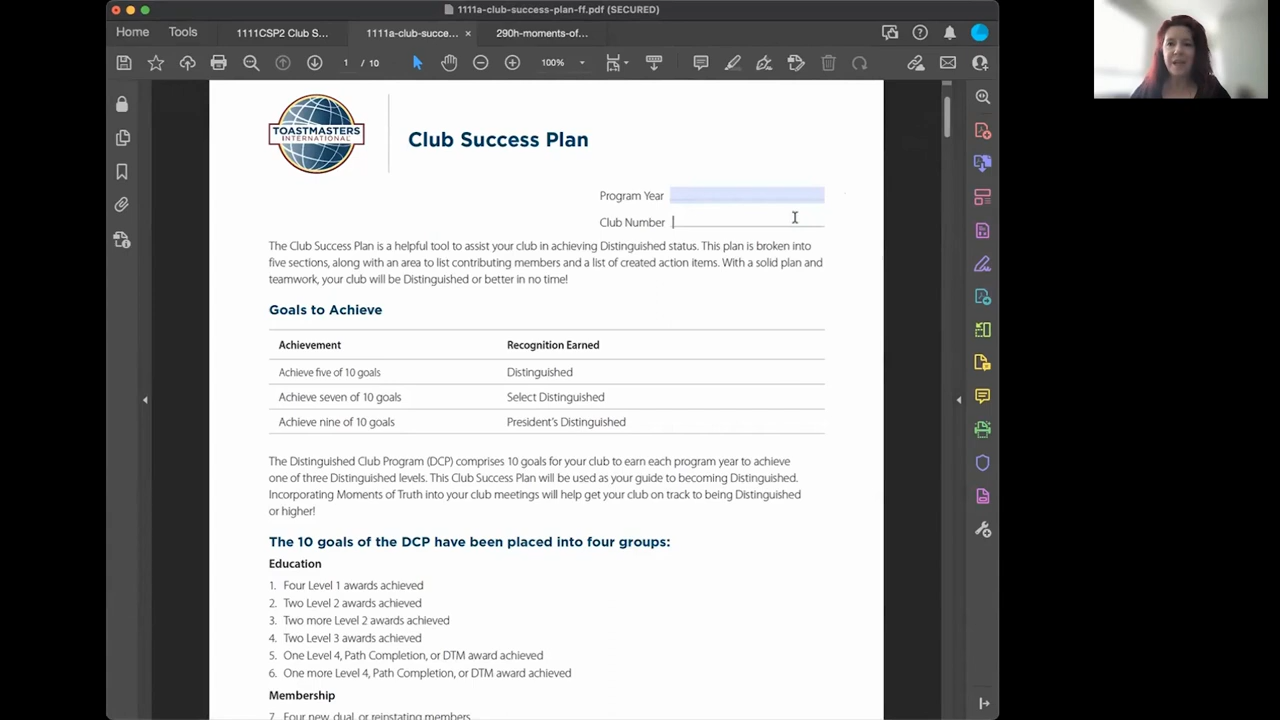 1111a-club-success-plan-ff.pdf (SECURED)
Home Tools 1111CSP2 Club S... 1111a-club-succe... × 290h-moments-of...
1 / 10 100%
TOASTMASTERS
INTERNATIONAL
Club Success Plan
Program Year
Club Number
The Club Success Plan is a helpful tool to assist your club in achieving Distinguished status. This plan is broken into
five sections, along with an area to list contributing members and a list of created action items. With a solid plan and
teamwork, your club will be Distinguished or better in no time!
Goals to Achieve
Achievement Recognition Earned
Achieve five of 10 goals Distinguished
Achieve seven of 10 goals Select Distinguished
Achieve nine of 10 goals President's Distinguished
The Distinguished Club Program (DCP) comprises 10 goals for your club to earn each program year to achieve
one of three Distinguished levels. This Club Success Plan will be used as your guide to becoming Distinguished.
Incorporating Moments of Truth into your club meetings will help get your club on track to being Distinguished
or higher!
The 10 goals of the DCP have been placed into four groups:
Education
1. Four Level 1 awards achieved
2. Two Level 2 awards achieved
3. Two more Level 2 awards achieved
4. Two Level 3 awards achieved
5. One Level 4, Path Completion, or DTM award achieved
6. One more Level 4, Path Completion, or DTM award achieved
Membership
7. Four new, dual, or reinstating members